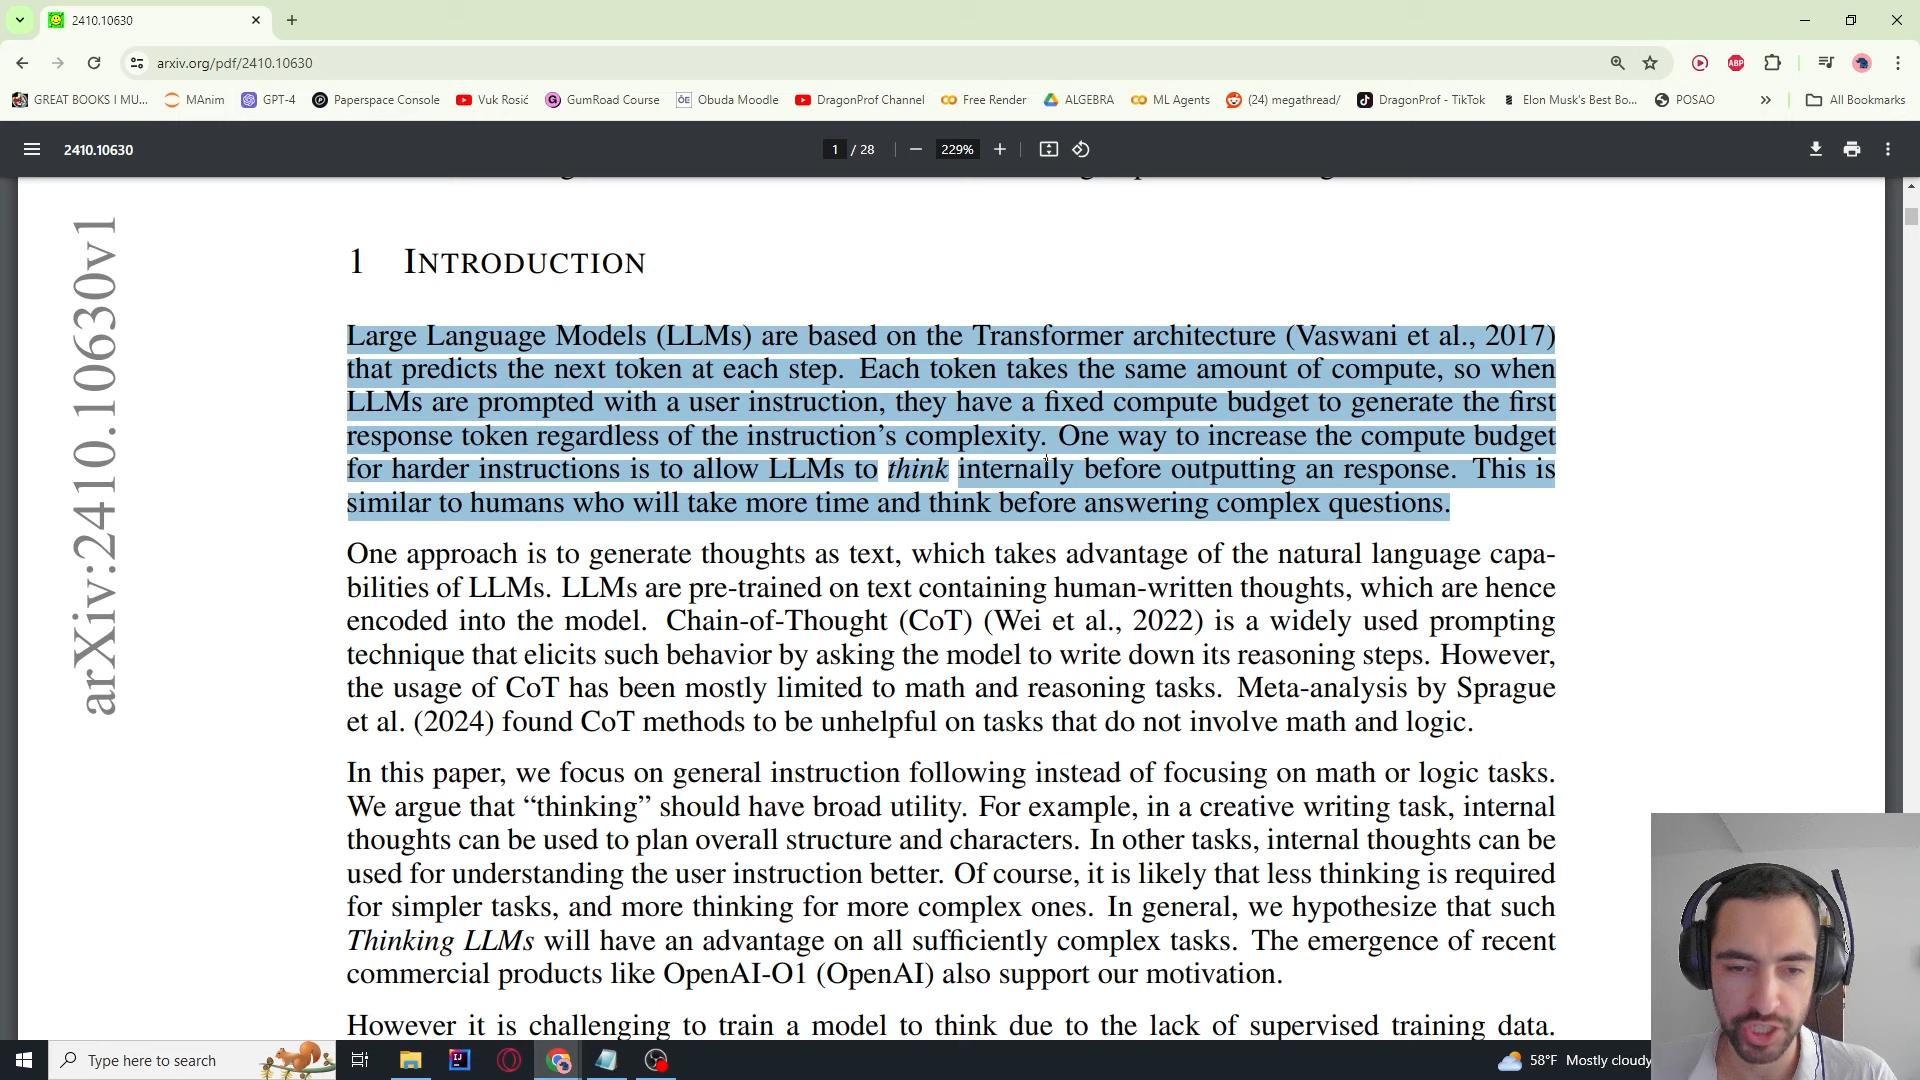 2410.10630
arxiv.org/pdf/2410.10630
ABP
GREAT BOOKS I MU...
MAnim
GPT-4
Paperspace Console
Vuk Rosić
GumRoad Course
ŌE Obuda Moodle
DragonProf Channel
Free Render
ALGEBRA
ML Agents
(24) megathread/
DragonProf - TikTok
Elon Musk's Best Bo...
POSAO
»
All Bookmarks
2410.10630
1 / 28
229%
arXiv:2410.10630v1
1 INTRODUCTION
Large Language Models (LLMs) are based on the Transformer architecture (Vaswani et al., 2017)
that predicts the next token at each step. Each token takes the same amount of compute, so when
LLMs are prompted with a user instruction, they have a fixed compute budget to generate the first
response token regardless of the instruction's complexity. One way to increase the compute budget
for harder instructions is to allow LLMs to think internally before outputting an response. This is
similar to humans who will take more time and think before answering complex questions.
One approach is to generate thoughts as text, which takes advantage of the natural language capa-
bilities of LLMs. LLMs are pre-trained on text containing human-written thoughts, which are hence
encoded into the model. Chain-of-Thought (CoT) (Wei et al., 2022) is a widely used prompting
technique that elicits such behavior by asking the model to write down its reasoning steps. However,
the usage of CoT has been mostly limited to math and reasoning tasks. Meta-analysis by Sprague
et al. (2024) found CoT methods to be unhelpful on tasks that do not involve math and logic.
In this paper, we focus on general instruction following instead of focusing on math or logic tasks.
We argue that “thinking” should have broad utility. For example, in a creative writing task, internal
thoughts can be used to plan overall structure and characters. In other tasks, internal thoughts can be
used for understanding the user instruction better. Of course, it is likely that less thinking is required
for simpler tasks, and more thinking for more complex ones. In general, we hypothesize that such
Thinking LLMs will have an advantage on all sufficiently complex tasks. The emergence of recent
commercial products like OpenAI-O1 (OpenAI) also support our motivation.
However it is challenging to train a model to think due to the lack of supervised training data.
Type here to search
58°F Mostly cloudy